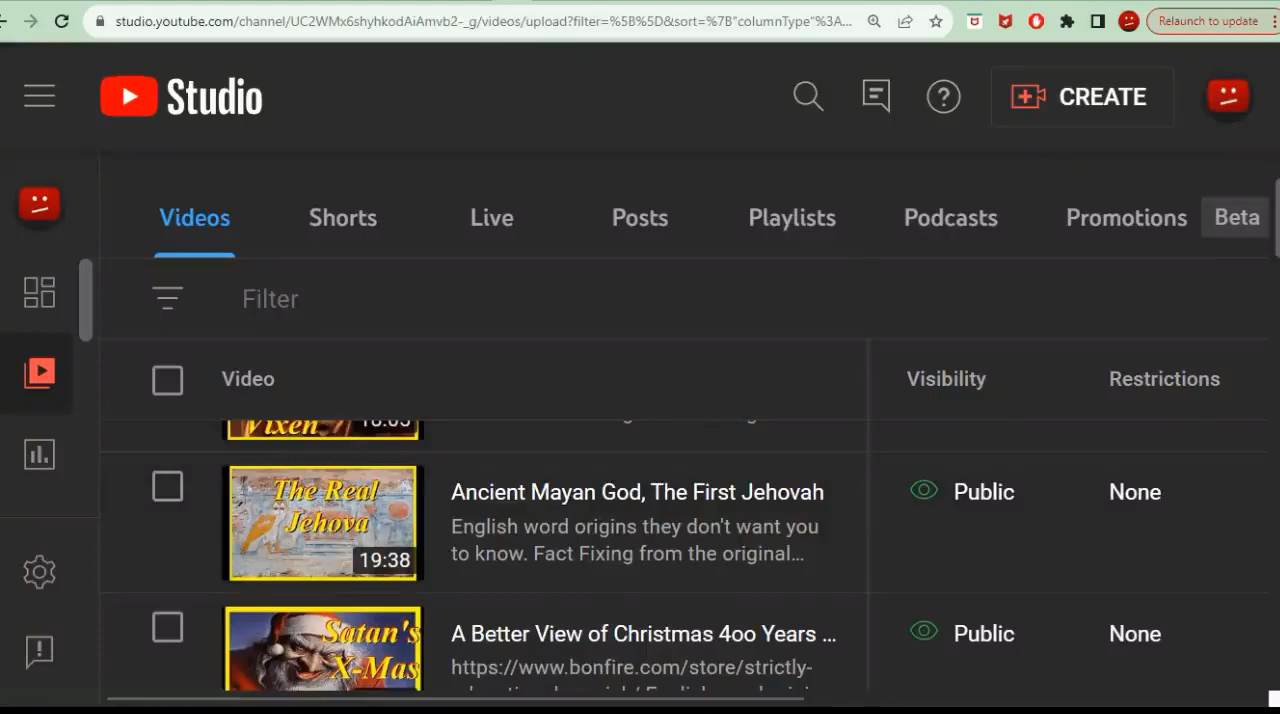 studio.youtube.com/channel/UC2WMx6shyhkodAiAmvb2-_g/videos/upload?filter=%5B%5D&sort=%7B"columnType"%3A...
Relaunch to update
Studio
CREATE
Videos Shorts Live Posts Playlists Podcasts Promotions Beta
Filter
Video Visibility Restrictions
Vixen
18:03
The Real
Jehova
19:38
Ancient Mayan God, The First Jehovah
English word origins they don't want you
to know. Fact Fixing from the original...
Public
None
Satan's
X-Mas
A Better View of Christmas 4oo Years ...
https://www.bonfire.com/store/strictly-
Public
None